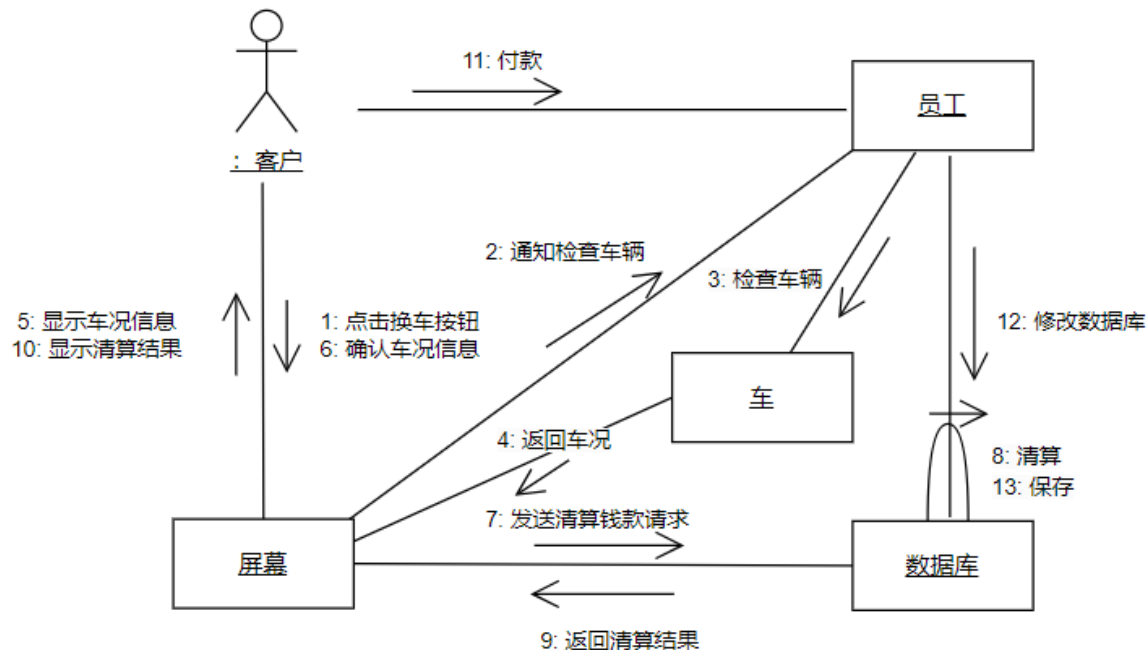 11: 付款
员工
: 客户
2: 通知检查车辆
3: 检查车辆
5: 显示车况信息
10: 显示清算结果
1: 点击换车按钮
6: 确认车况信息
12: 修改数据库
车
4: 返回车况
8: 清算
13: 保存
7: 发送清算钱款请求
屏幕
数据库
9: 返回清算结果